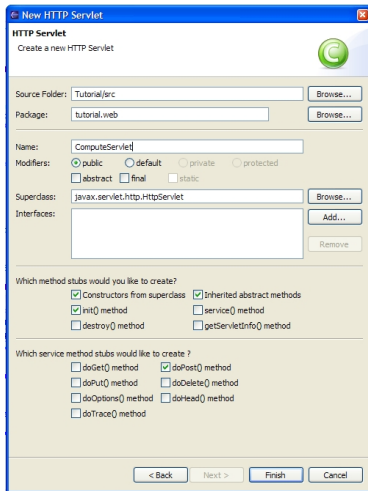 New HTTP Servlet
HTTP Servlet
Create a new HTTP Servlet
C
Source Folder: Tutorial/src Browse...
Package: tutorial.web Browse...
Name: ComputeServlet
Modifiers: public default private protected
abstract final static
Superclass: javax.servlet.http.HttpServlet Browse...
Interfaces: Add...
Remove
Which method stubs would you like to create?
Constructors from superclass Inherited abstract methods
init() method service() method
destroy() method getServletInfo() method
Which service method stubs would like to create ?
doGet() method doPost() method
doPut() method doDelete() method
doOptions() method doHead() method
doTrace() method
< Back Next > Finish Cancel